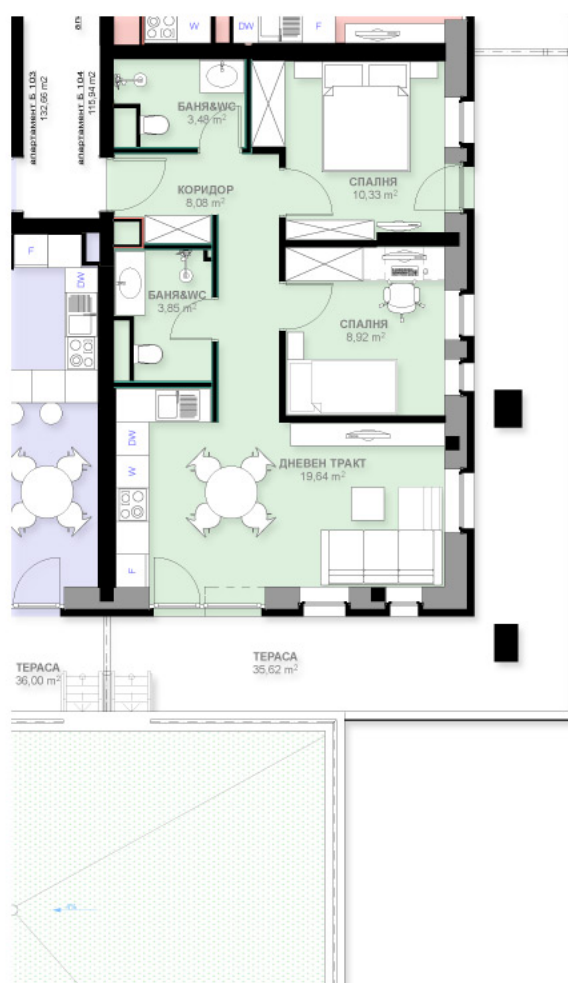 W
DW
F
апартамент Б.103
132,66 m2
апартамент Б.104
115,94 m2
БАНЯ&WC
3,48 m²
КОРИДОР
8,08 m²
СПАЛНЯ
10,33 m²
F
DW
БАНЯ&WC
3,85 m²
СПАЛНЯ
8,92 m²
DW
W
F
ДНЕВЕН ТРАКТ
19,64 m²
ТЕРАСА
36,00 m²
ТЕРАСА
35,62 m²